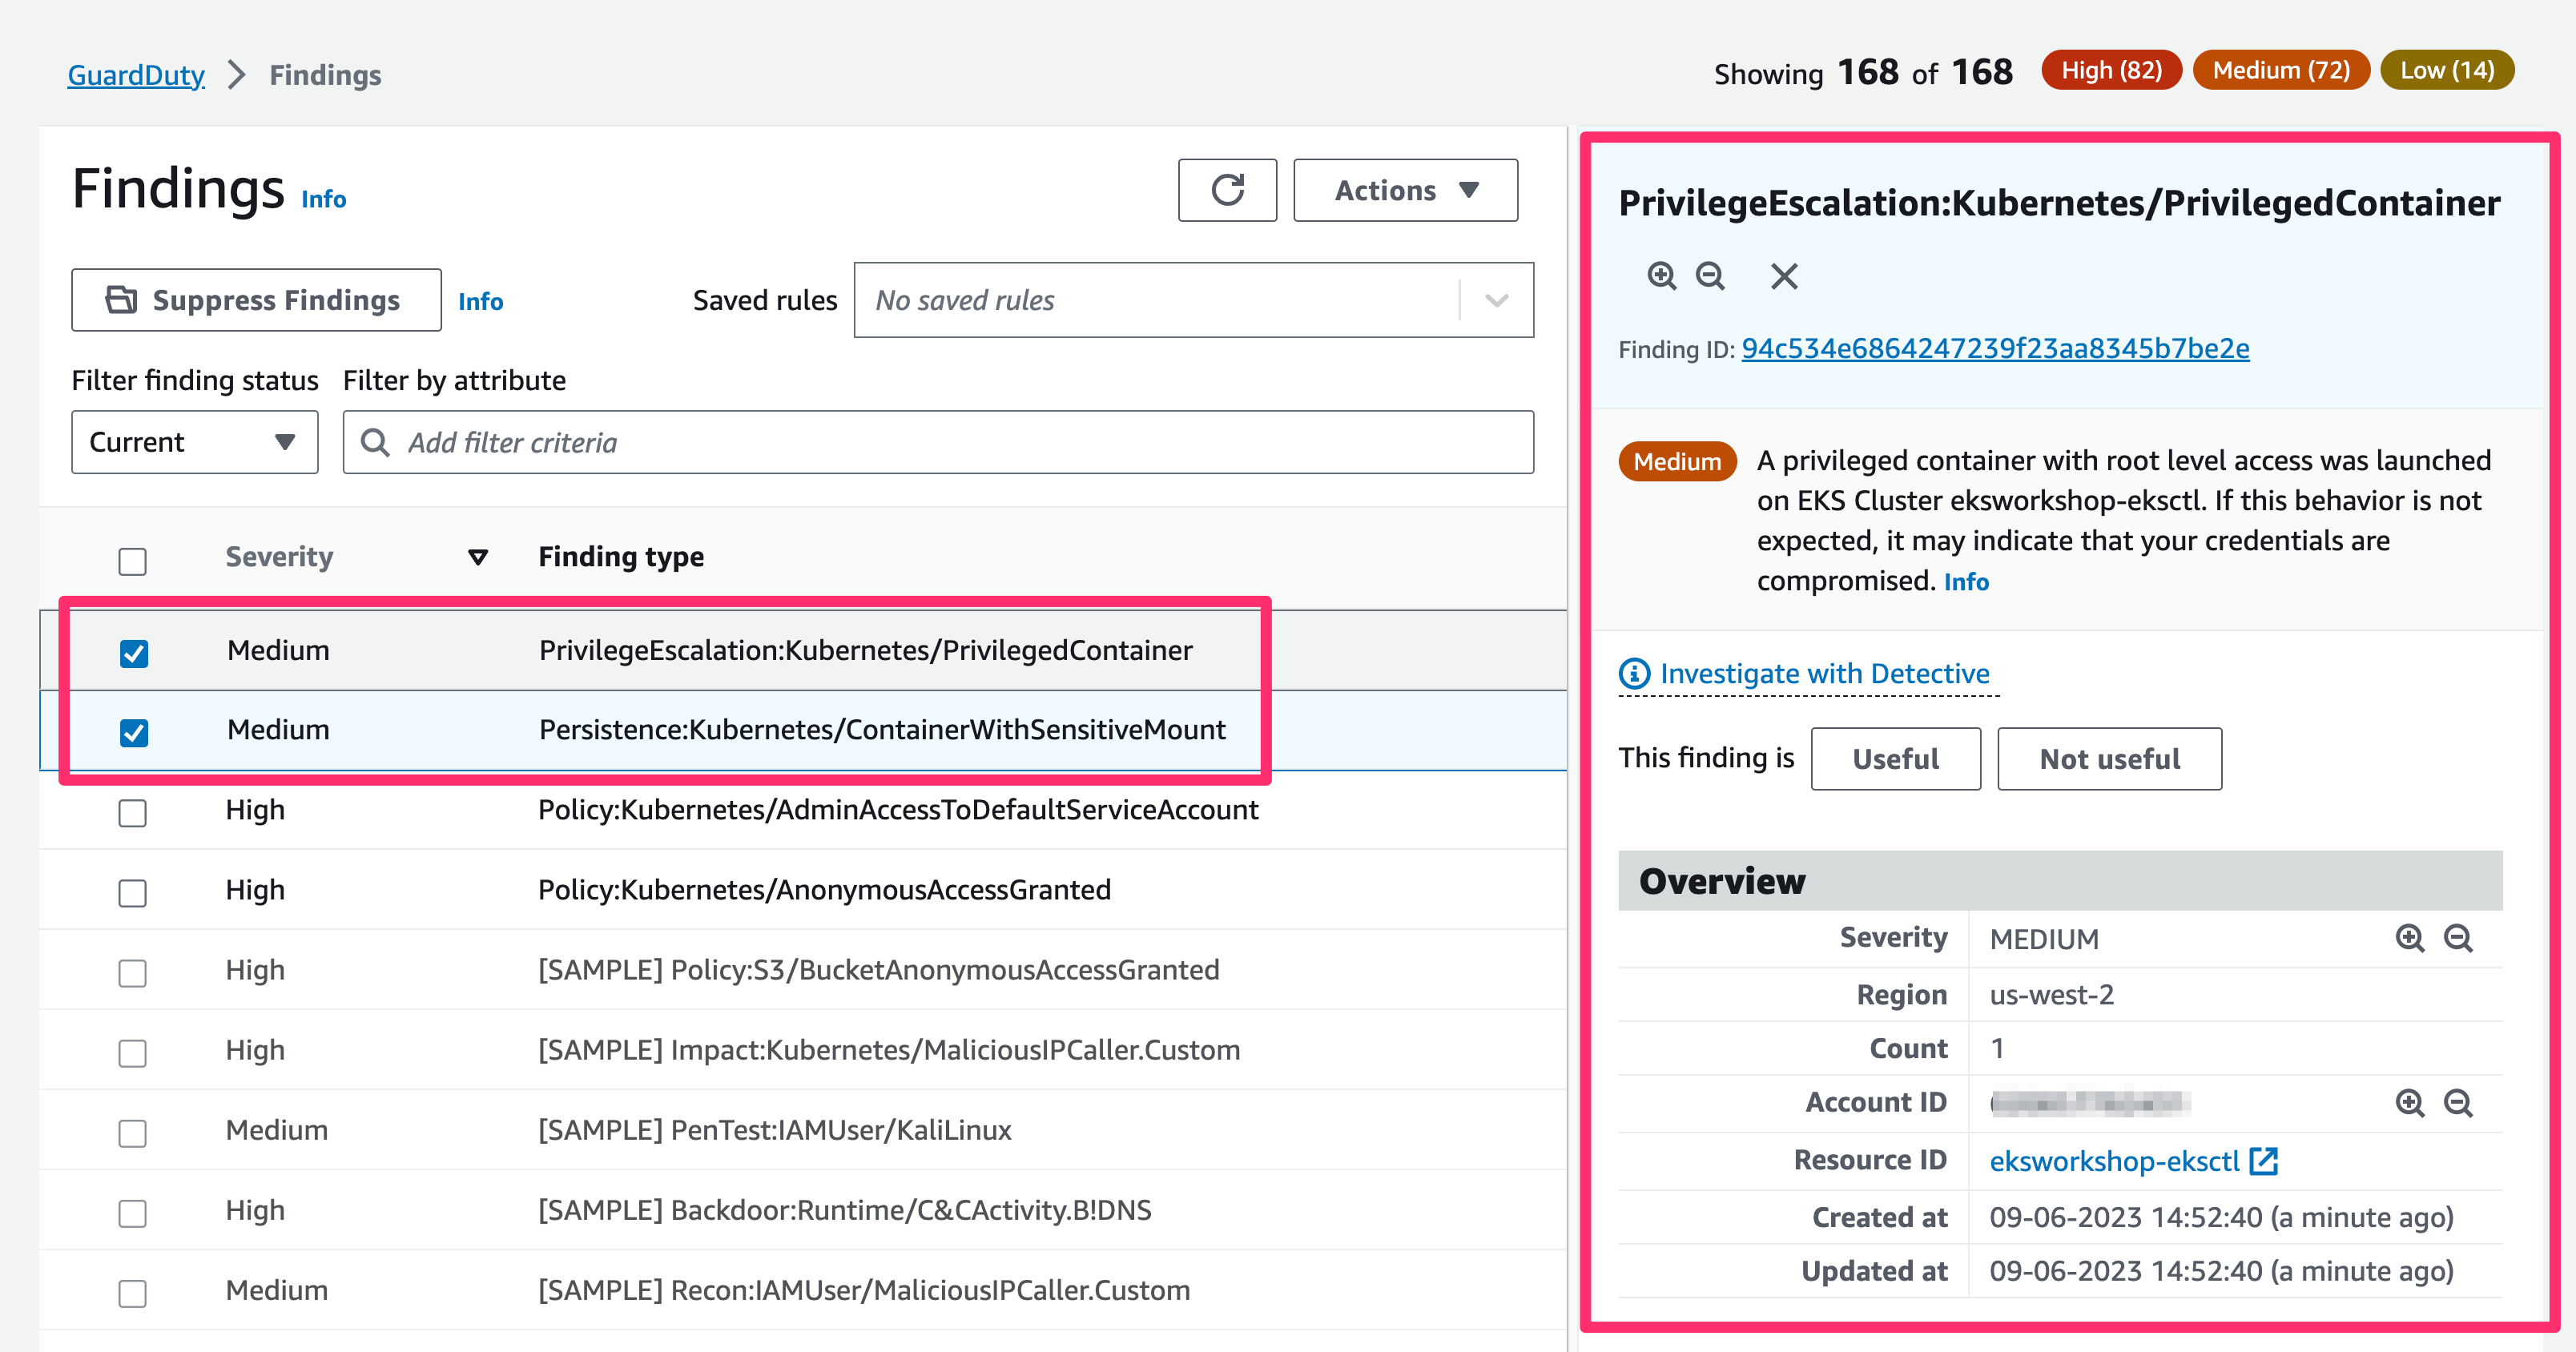 GuardDuty > Findings
Showing 168 of 168 High (82) Medium (72) Low (14)
Findings Info
Actions
Suppress Findings Info
Saved rules No saved rules
Filter finding status Filter by attribute
Current Add filter criteria
Severity Finding type
Medium PrivilegeEscalation:Kubernetes/PrivilegedContainer
Medium Persistence:Kubernetes/ContainerWithSensitiveMount
High Policy:Kubernetes/AdminAccessToDefaultServiceAccount
High Policy:Kubernetes/AnonymousAccessGranted
High [SAMPLE] Policy:S3/BucketAnonymousAccessGranted
High [SAMPLE] Impact:Kubernetes/MaliciousIPCaller.Custom
Medium [SAMPLE] PenTest:IAMUser/KaliLinux
High [SAMPLE] Backdoor:Runtime/C&CActivity.B!DNS
Medium [SAMPLE] Recon:IAMUser/MaliciousIPCaller.Custom
PrivilegeEscalation:Kubernetes/PrivilegedContainer
Finding ID: 94c534e6864247239f23aa8345b7be2e
Medium A privileged container with root level access was launched
on EKS Cluster eksworkshop-eksctl. If this behavior is not
expected, it may indicate that your credentials are
compromised. Info
Investigate with Detective
This finding is Useful Not useful
Overview
Severity MEDIUM
Region us-west-2
Count 1
Account ID
Resource ID eksworkshop-eksctl
Created at 09-06-2023 14:52:40 (a minute ago)
Updated at 09-06-2023 14:52:40 (a minute ago)